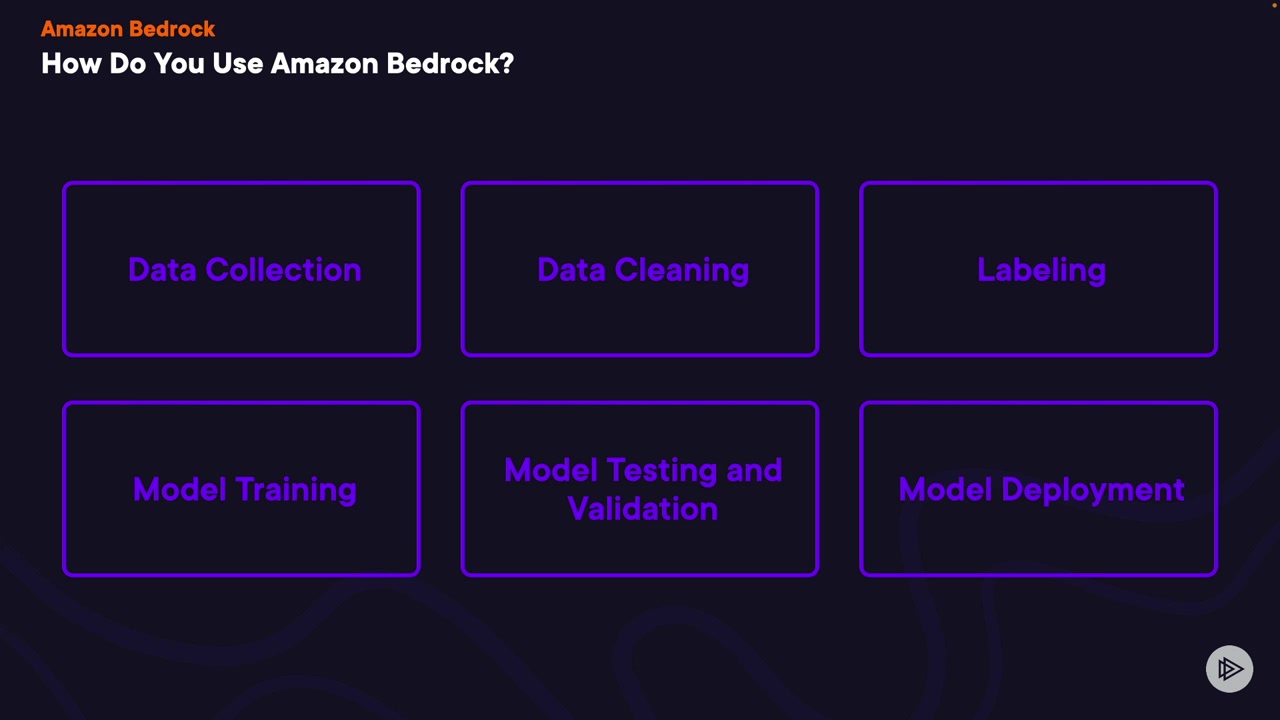 Amazon Bedrock
How Do You Use Amazon Bedrock?
Data Collection
Data Cleaning
Labeling
Model Training
Model Testing and
Validation
Model Deployment